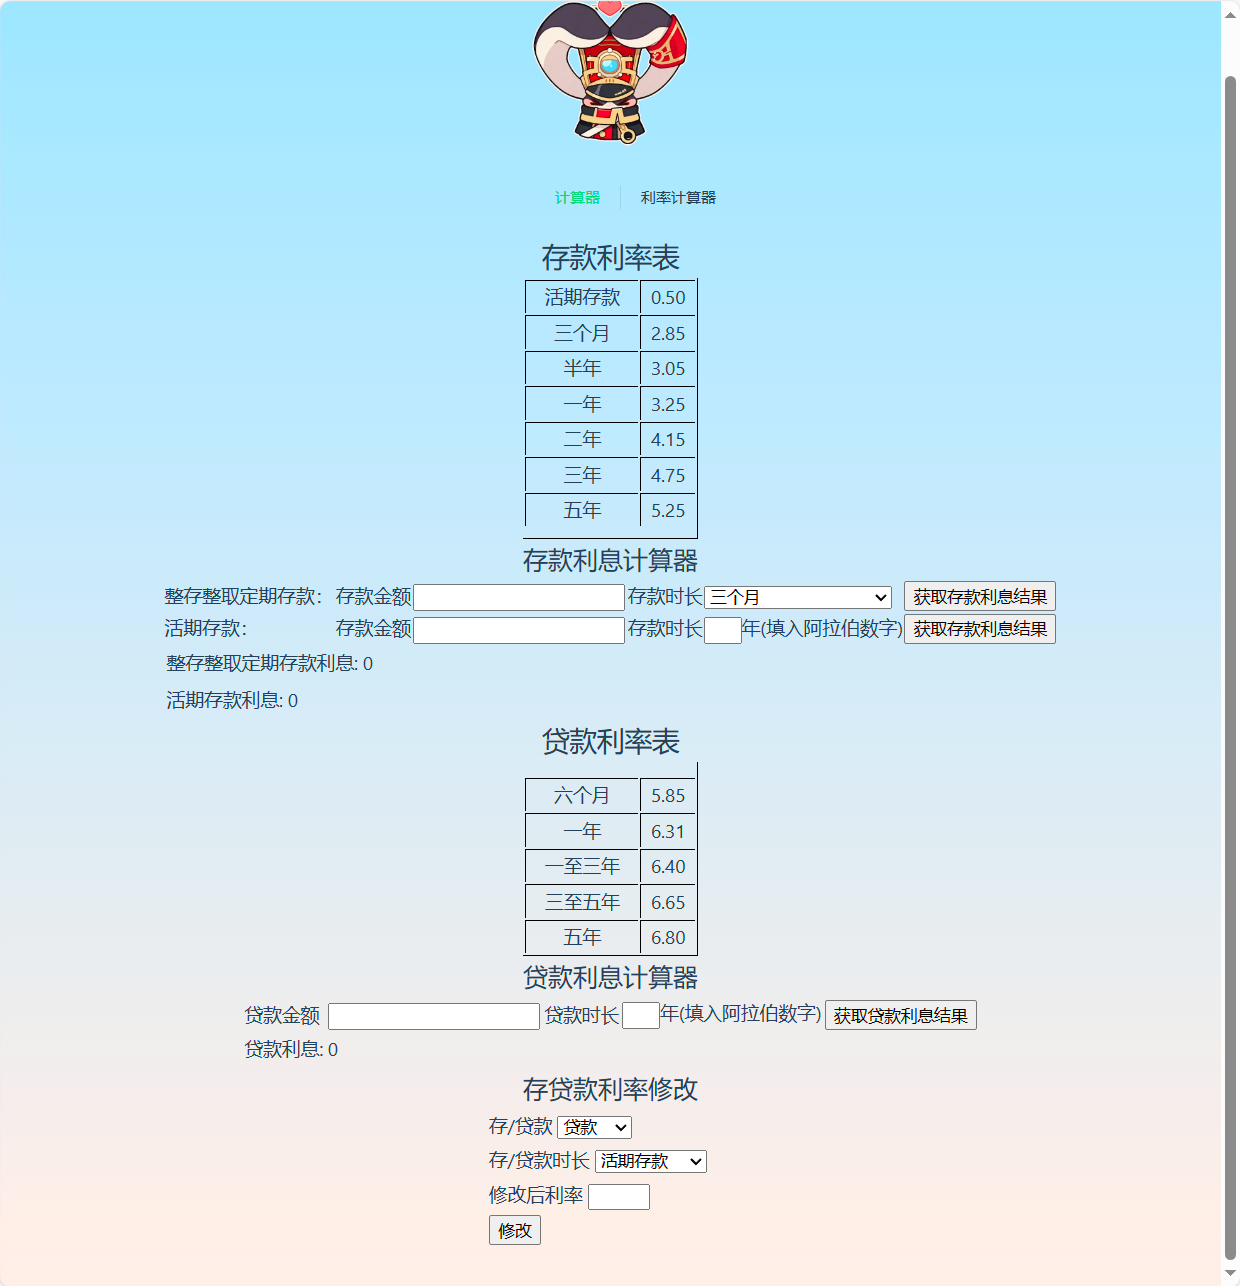 计算器 利率计算器
存款利率表
活期存款 0.50
三个月 2.85
半年 3.05
一年 3.25
二年 4.15
三年 4.75
五年 5.25
存款利息计算器
整存整取定期存款： 存款金额 存款时长 三个月 获取存款利息结果
活期存款： 存款金额 存款时长 年(填入阿拉伯数字) 获取存款利息结果
整存整取定期存款利息: 0
活期存款利息: 0
贷款利率表
六个月 5.85
一年 6.31
一至三年 6.40
三至五年 6.65
五年 6.80
贷款利息计算器
贷款金额 贷款时长 年(填入阿拉伯数字) 获取贷款利息结果
贷款利息: 0
存贷款利率修改
存/贷款 贷款
存/贷款时长 活期存款
修改后利率
修改